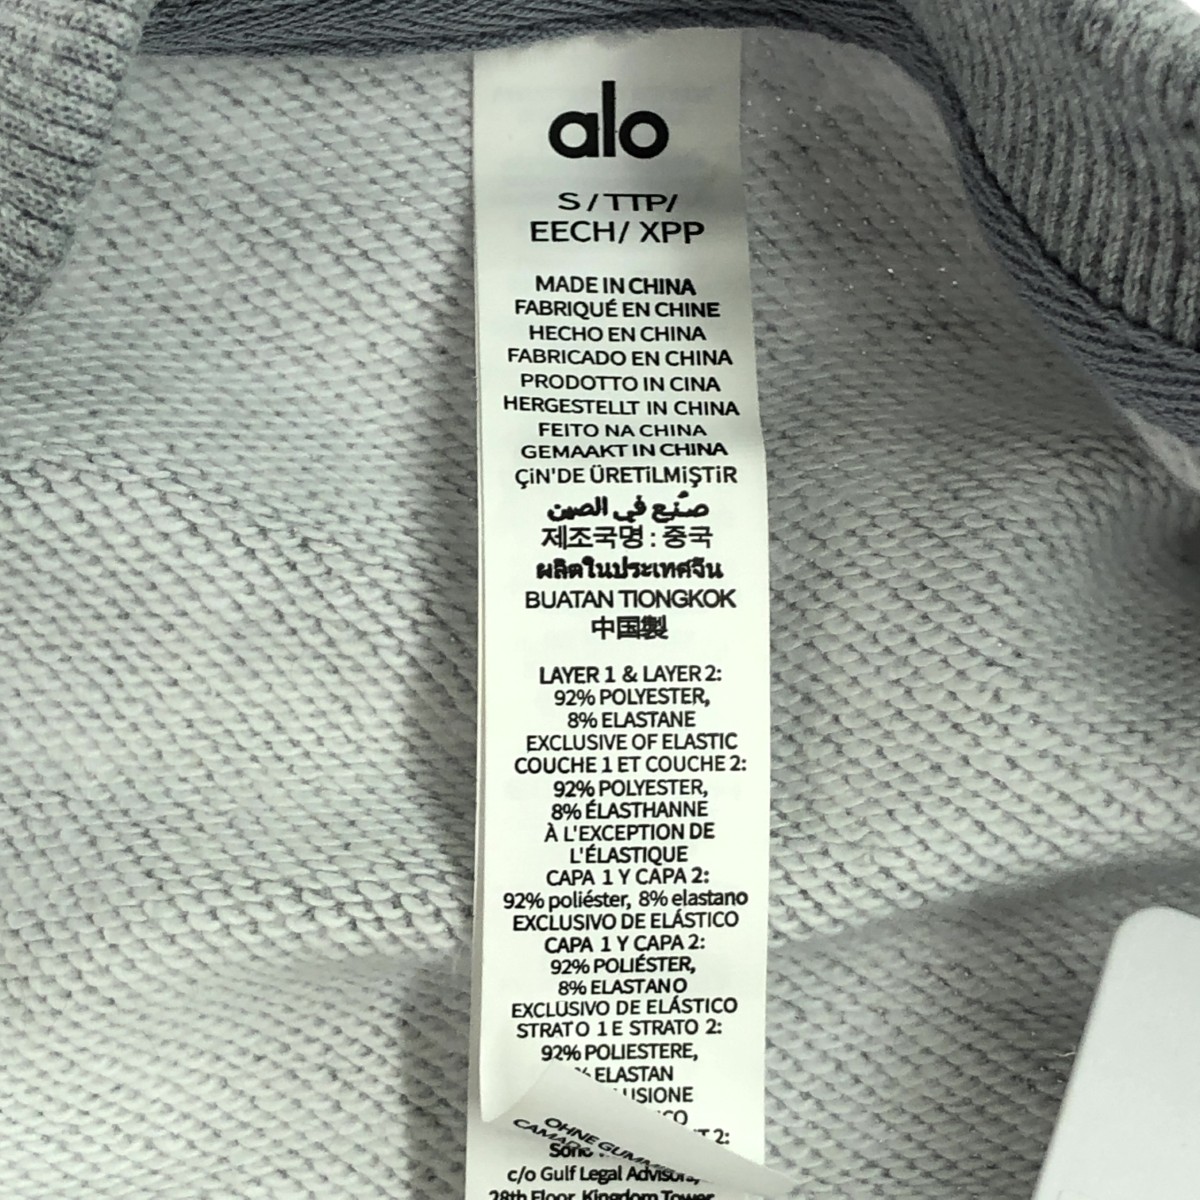 alo
S / TTP/
EECH/ XPP
MADE IN CHINA
FABRIQUÉ EN CHINE
HECHO EN CHINA
FABRICADO EN CHINA
PRODOTTO IN CINA
HERGESTELLT IN CHINA
FEITO NA CHINA
GEMAAKT IN CHINA
ÇiN'DE ÜRETiLMiŞTiR
صُنع في الصين
제조국명 : 중국
ผลิตในประเทศจีน
BUATAN TIONGKOK
中国製
LAYER 1 & LAYER 2:
92% POLYESTER,
8% ELASTANE
EXCLUSIVE OF ELASTIC
COUCHE 1 ET COUCHE 2:
92% POLYESTER,
8% ÉLASTHANNE
À L'EXCEPTION DE
L'ÉLASTIQUE
CAPA 1 Y CAPA 2:
92% poliéster, 8% elastano
EXCLUSIVO DE ELÁSTICO
CAPA 1 Y CAPA 2:
92% POLIÉSTER,
8% ELASTANO
EXCLUSIVO DE ELÁSTICO
STRATO 1 E STRATO 2:
92% POLIESTERE,
% ELASTAN
2:
OHNE
c/o Gulf Legal Advisors,
28th Floor, Kingdom Tower